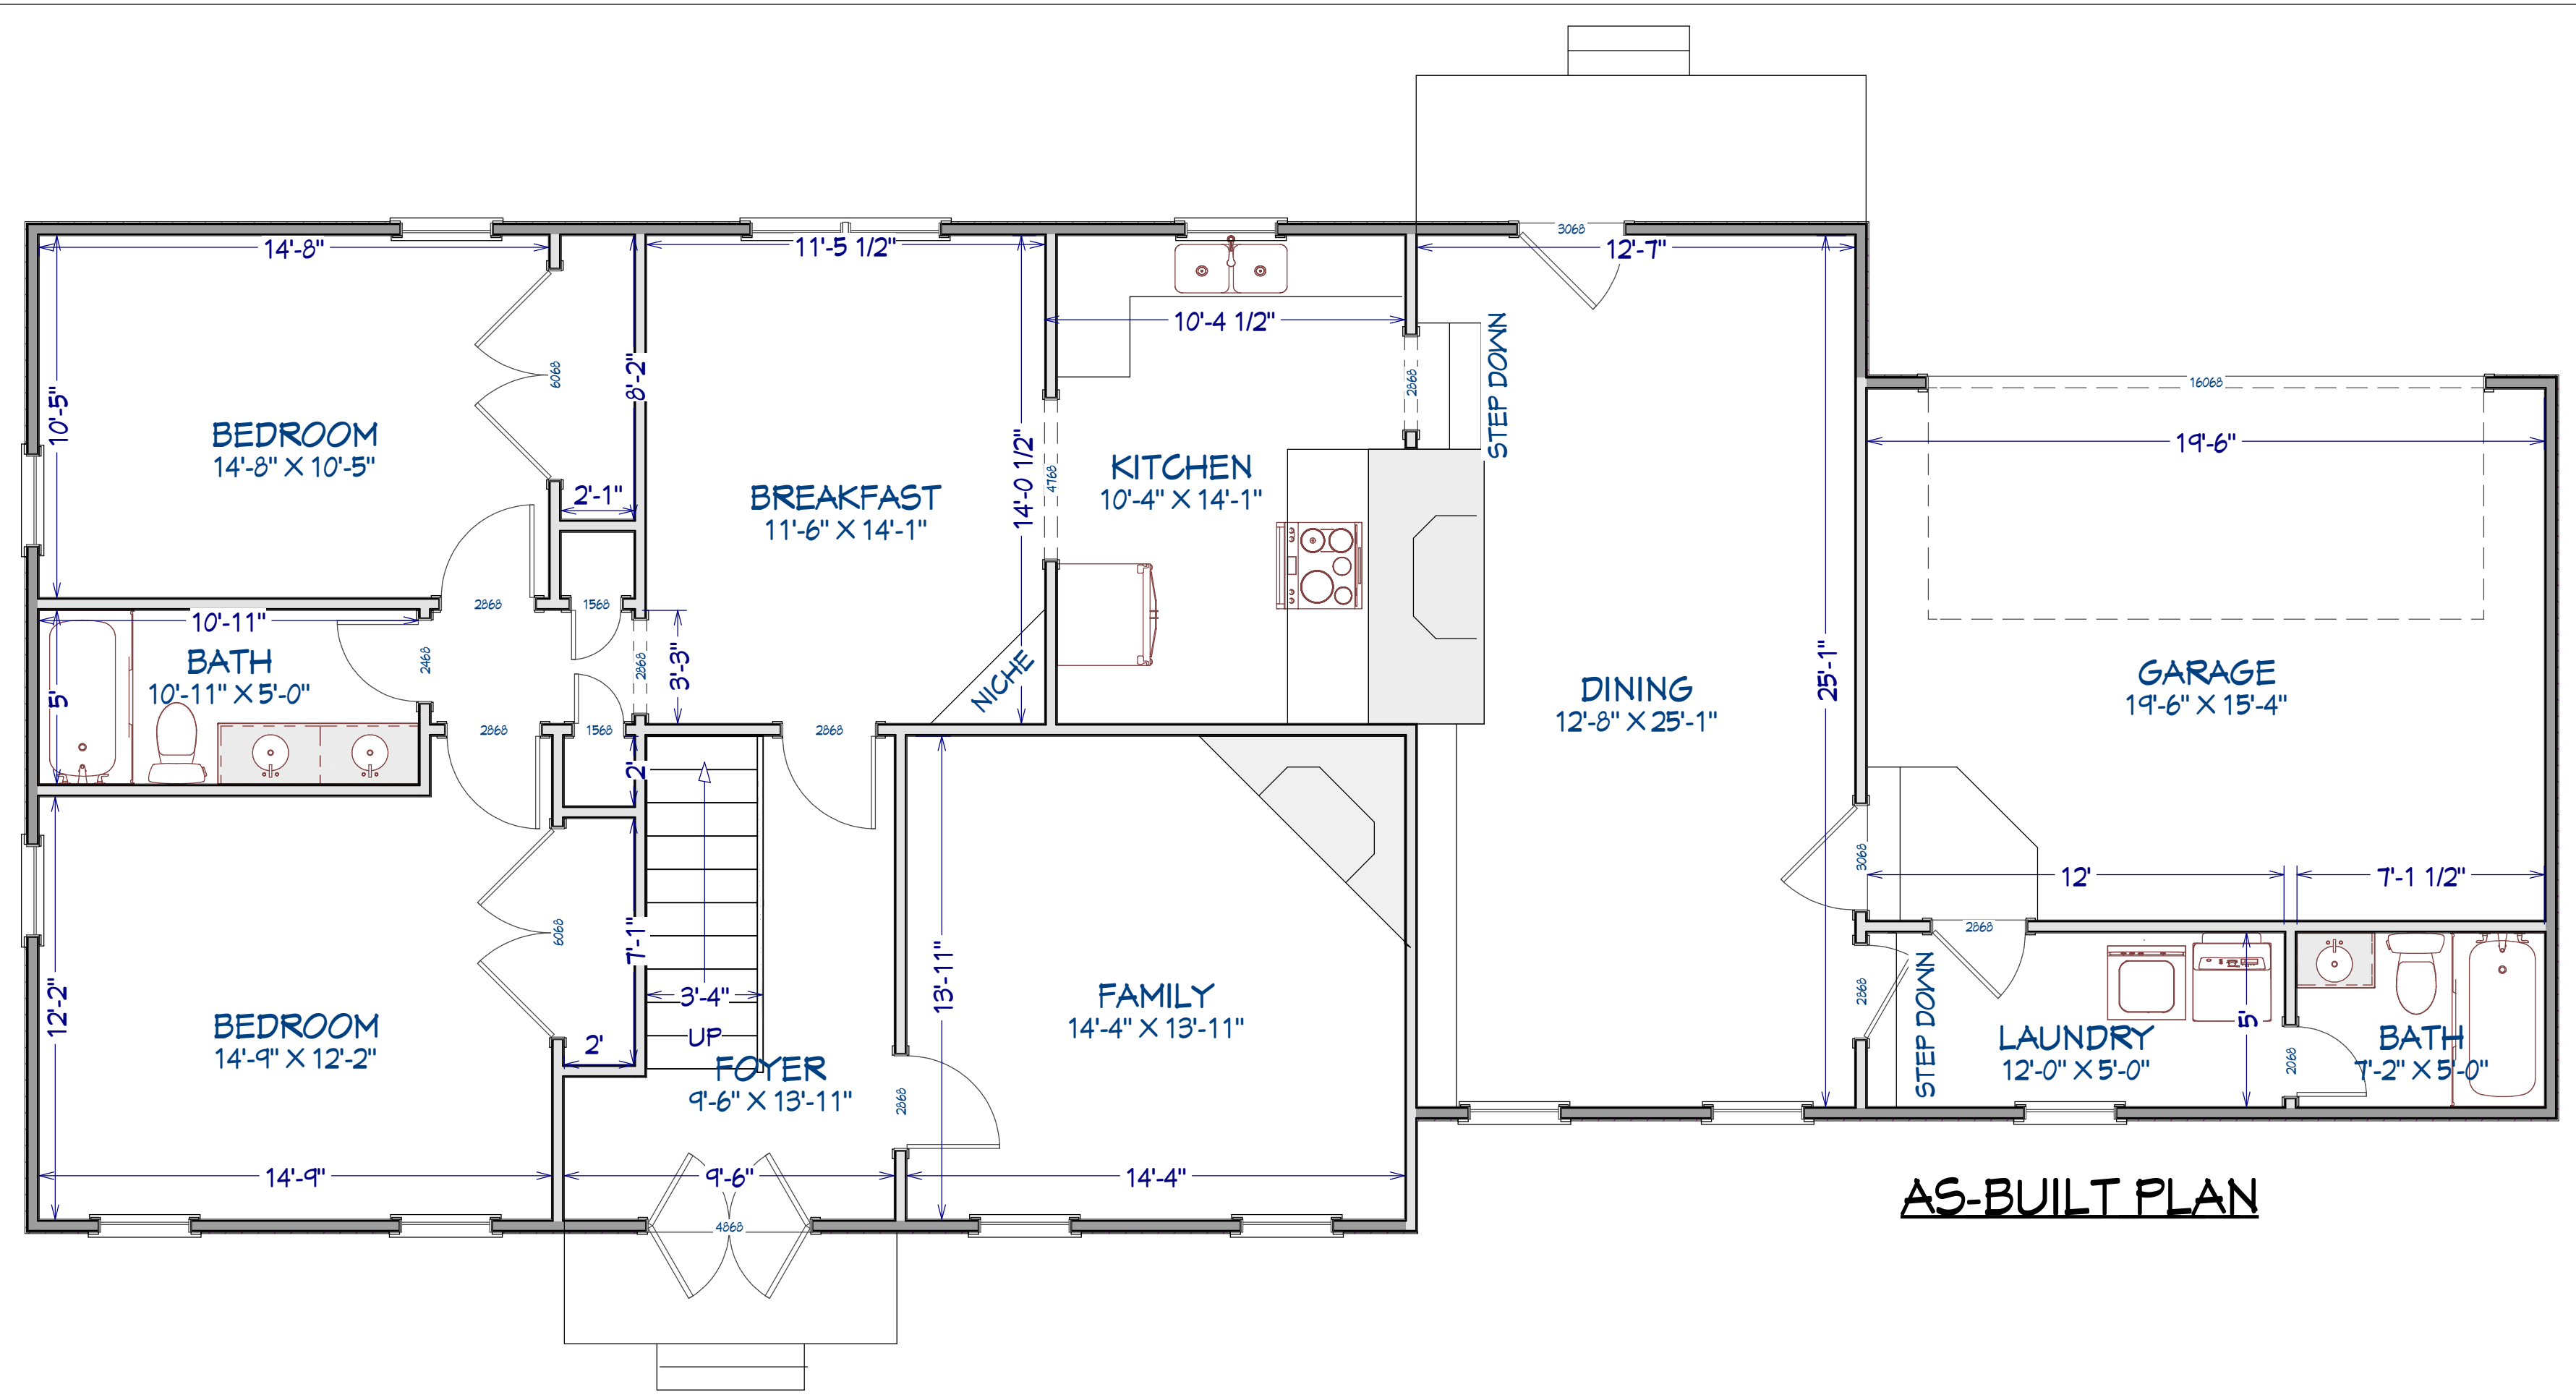 3068
14'-8"
11'-5 1/2"
12'-7"
10'-4 1/2"
STEP DOWN
6068
8'-2"
2868
16068
10'-5"
BEDROOM
14'-8" X 10'-5"
19'-6"
14'-0 1/2"
4768
KITCHEN
10'-4" X 14'-1"
2'-1"
BREAKFAST
11'-6" X 14'-1"
2868
1568
10'-11"
BATH
10'-11" X 5'-0"
5'
2468
2868
3'-3"
NICHE
25'-1"
DINING
12'-8" X 25'-1"
GARAGE
19'-6" X 15'-4"
2868
1568
2868
2'
3068
12'
7'-1 1/2"
6068
7'-1"
2868
12'-2"
13'-11"
3'-4"
UP
2868
STEP DOWN
5'
BEDROOM
14'-9" X 12'-2"
2'
FOYER
9'-6" X 13'-11"
2868
FAMILY
14'-4" X 13'-11"
LAUNDRY
12'-0" X 5'-0"
2068
BATH
7'-2" X 5'-0"
14'-9"
9'-6"
14'-4"
4868
AS-BUILT PLAN